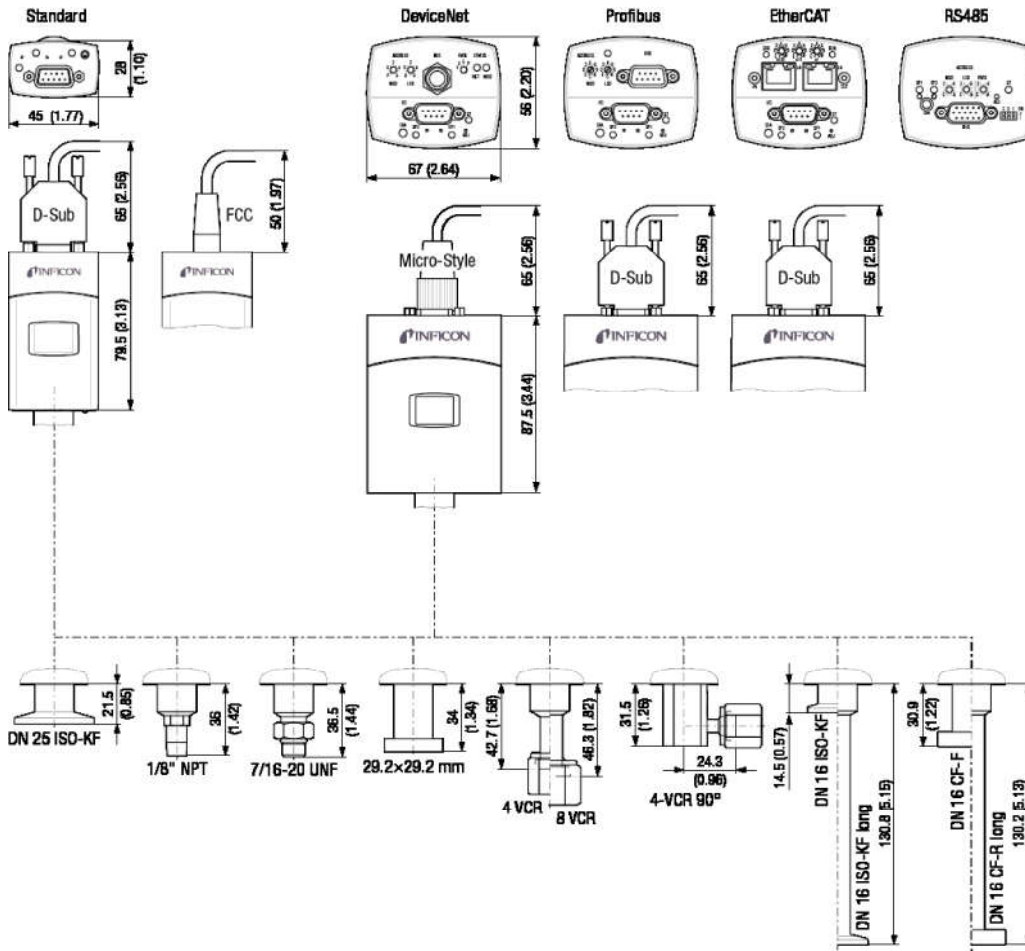 Standard
DeviceNet
Profibus
EtherCAT
RS485
28
(1.10)
45 (1.77)
56 (2.20)
67 (2.64)
D-Sub
65 (2.56)
FCC
50 (1.97)
INFICON
INFICON
79.5 (3.13)
Micro-Style
65 (2.56)
D-Sub
65 (2.56)
D-Sub
65 (2.56)
INFICON
INFICON
INFICON
87.5 (3.44)
21.5
(0.85)
DN 25 ISO-KF
36
(1.42)
1/8" NPT
36.5
(1.44)
7/16-20 UNF
34
(1.34)
29.2×29.2 mm
42.7 (1.68)
46.3 (1.82)
4 VCR
8 VCR
31.5
(1.26)
24.3
(0.96)
4-VCR 90°
14.5 (0.57)
DN 16 ISO-KF
DN 16 ISO-KF long
130.8 (5.15)
30.9
(1.22)
DN 16 CF-F
DN 16 CF-R long
130.2 (5.13)